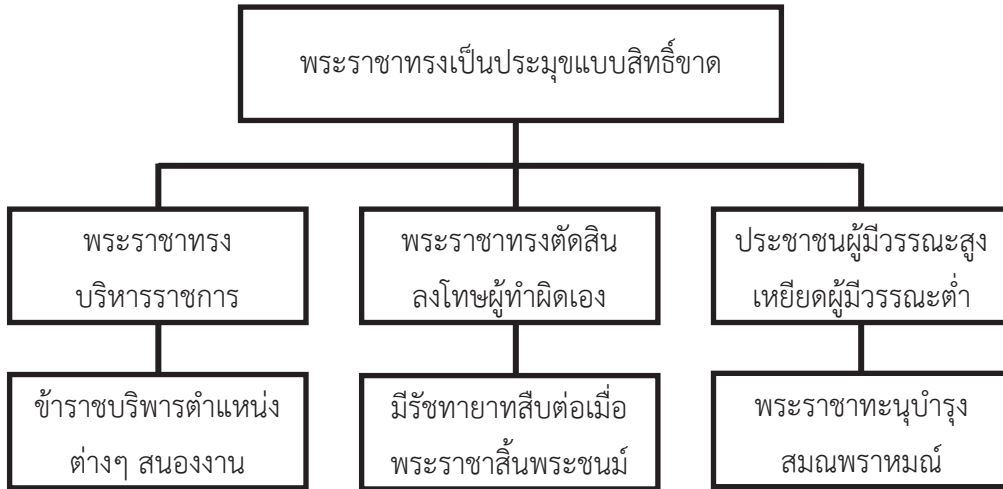 พระราชาทรงเป็นประมุขแบบสิทธิ์ขาด
พระราชาทรง
บริหารราชการ
พระราชาทรงตัดสิน
ลงโทษผู้ทำผิดเอง
ประชาชนผู้มีวรรณะสูง
เหยียดผู้มีวรรณะต่ำ
ข้าราชบริพารตำแหน่ง
ต่างๆ สนองงาน
มีรัชทายาทสืบต่อเมื่อ
พระราชาสิ้นพระชนม์
พระราชาทะนุบำรุง
สมณพราหมณ์